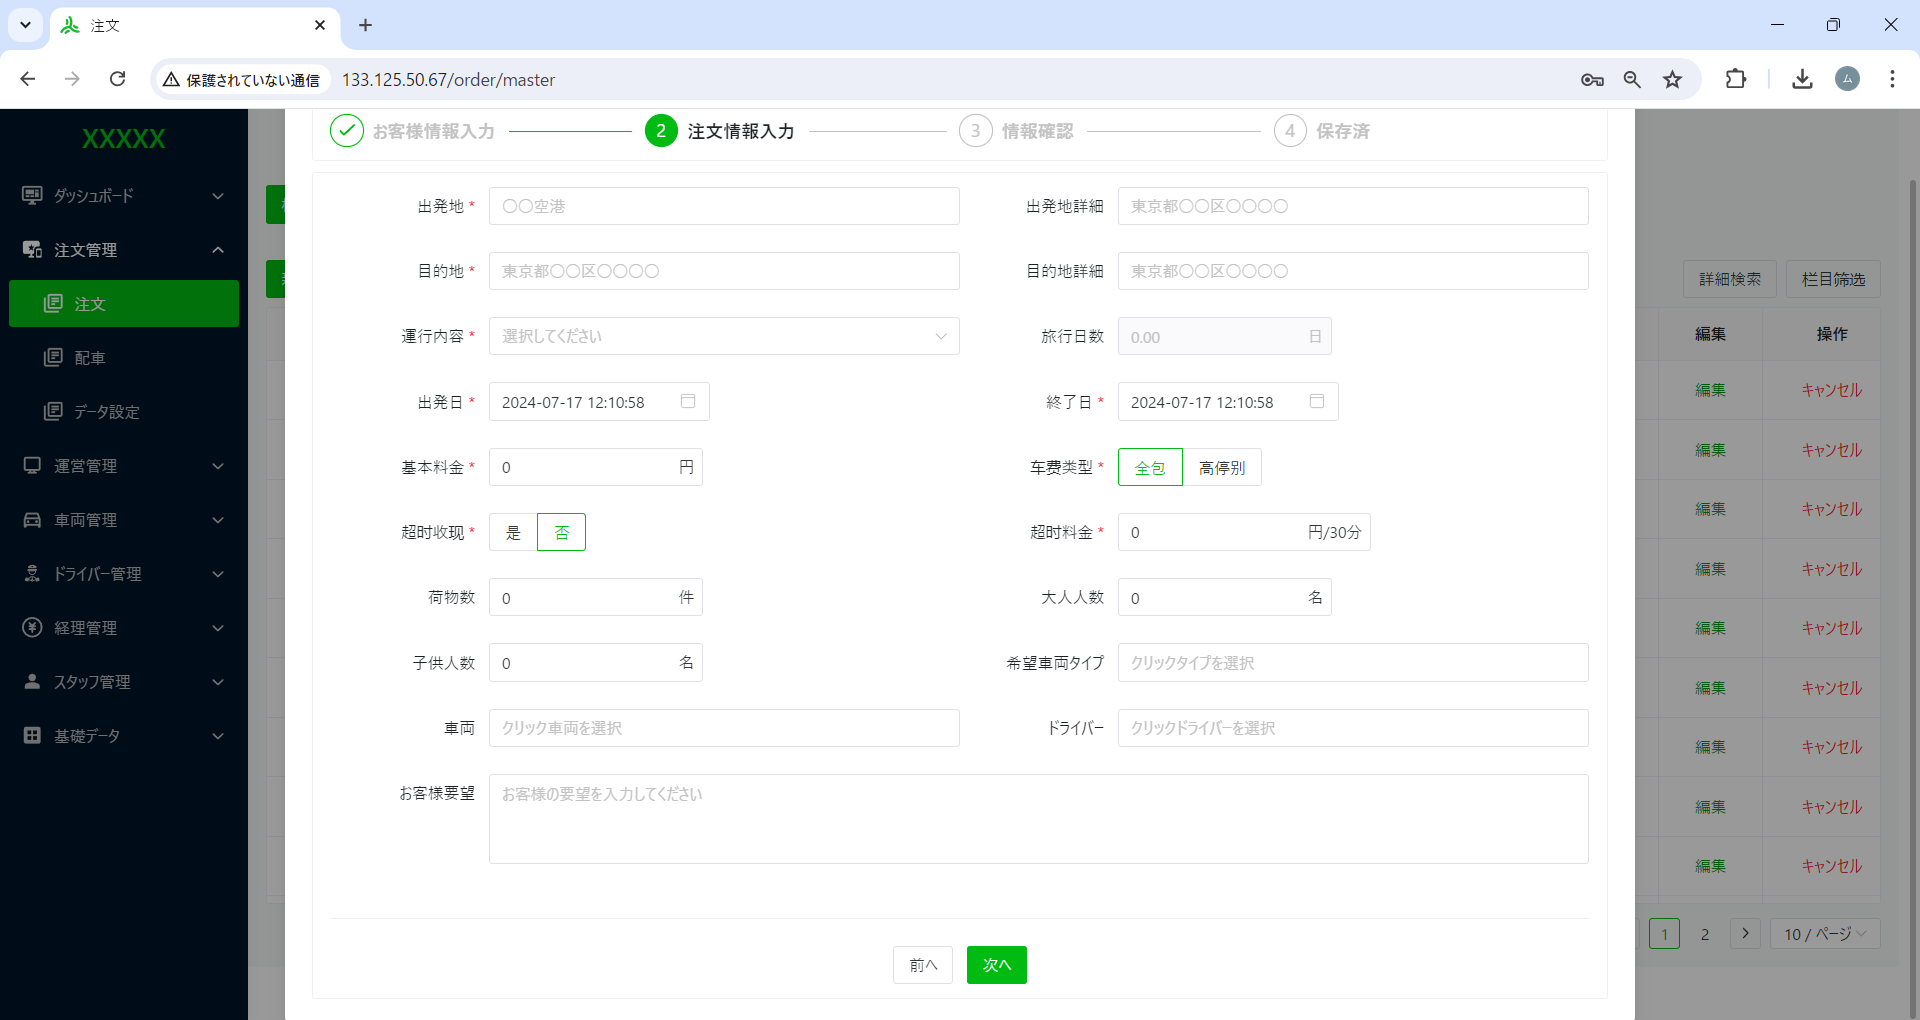 注文
保護されていない通信
133.125.50.67/order/master
ム
XXXXX
ダッシュボード
注文管理
注文
配車
データ設定
運営管理
車両管理
ドライバー管理
経理管理
スタッフ管理
基礎データ
お客様情報入力
2 注文情報入力
3 情報確認
4 保存済
出発地 * 〇〇空港
出発地詳細 東京都〇〇区〇〇〇〇
目的地 * 東京都〇〇区〇〇〇〇
目的地詳細 東京都〇〇区〇〇〇〇
運行内容 * 選択してください
旅行日数 0.00 日
出発日 * 2024-07-17 12:10:58
終了日 * 2024-07-17 12:10:58
基本料金 * 0 円
车费类型 * 全包 高停别
超时收现 * 是 否
超时料金 * 0 円/30分
荷物数 0 件
大人人数 0 名
子供人数 0 名
希望車両タイプ クリックタイプを選択
車両 クリック車両を選択
ドライバー クリックドライバーを選択
お客様要望 お客様の要望を入力してください
前へ 次へ
詳細検索 栏目筛选
編集 操作
編集 キャンセル
編集 キャンセル
編集 キャンセル
編集 キャンセル
編集 キャンセル
編集 キャンセル
編集 キャンセル
編集 キャンセル
編集 キャンセル
1 2 10 / ページ